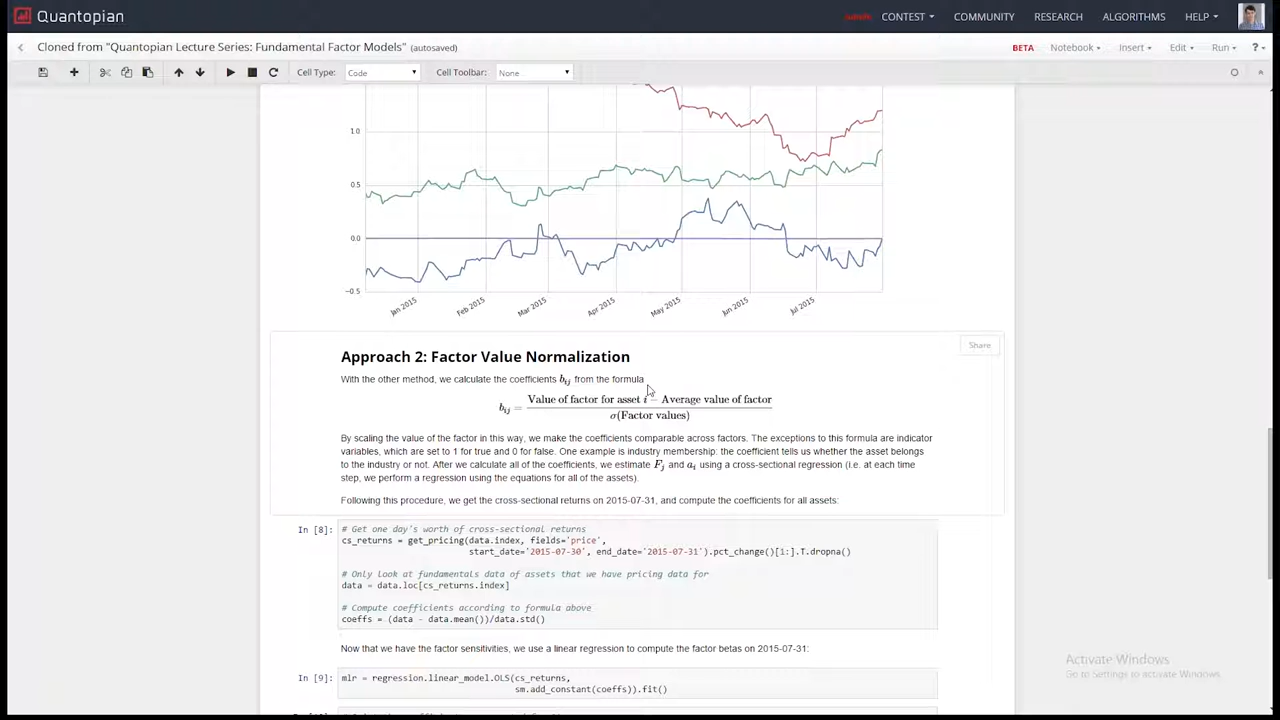 Quantopian
CONTEST COMMUNITY RESEARCH ALGORITHMS HELP
Cloned from "Quantopian Lecture Series: Fundamental Factor Models" (autosaved)
BETA Notebook Insert Edit Run ?
Cell Type: Code Cell Toolbar: None
1.0
0.5
0.0
−0.5
Jan 2015 Feb 2015 Mar 2015 Apr 2015 May 2015 Jun 2015 Jul 2015
Share
Approach 2: Factor Value Normalization
With the other method, we calculate the coefficients b_ij from the formula
b_ij = (Value of factor for asset i − Average value of factor) / σ(Factor values)
By scaling the value of the factor in this way, we make the coefficients comparable across factors. The exceptions to this formula are indicator
variables, which are set to 1 for true and 0 for false. One example is industry membership: the coefficient tells us whether the asset belongs
to the industry or not. After we calculate all of the coefficients, we estimate F_j and a_i using a cross-sectional regression (i.e. at each time
step, we perform a regression using the equations for all of the assets).
Following this procedure, we get the cross-sectional returns on 2015-07-31, and compute the coefficients for all assets:
In [8]: # Get one day's worth of cross-sectional returns
cs_returns = get_pricing(data.index, fields='price',
start_date='2015-07-30', end_date='2015-07-31').pct_change()[1:].T.dropna()
# Only look at fundamentals data of assets that we have pricing data for
data = data.loc[cs_returns.index]
# Compute coefficients according to formula above
coeffs = (data - data.mean())/data.std()
Now that we have the factor sensitivities, we use a linear regression to compute the factor betas on 2015-07-31:
In [9]: mlr = regression.linear_model.OLS(cs_returns,
sm.add_constant(coeffs)).fit()
Activate Windows
Go to Settings to activate Windows.